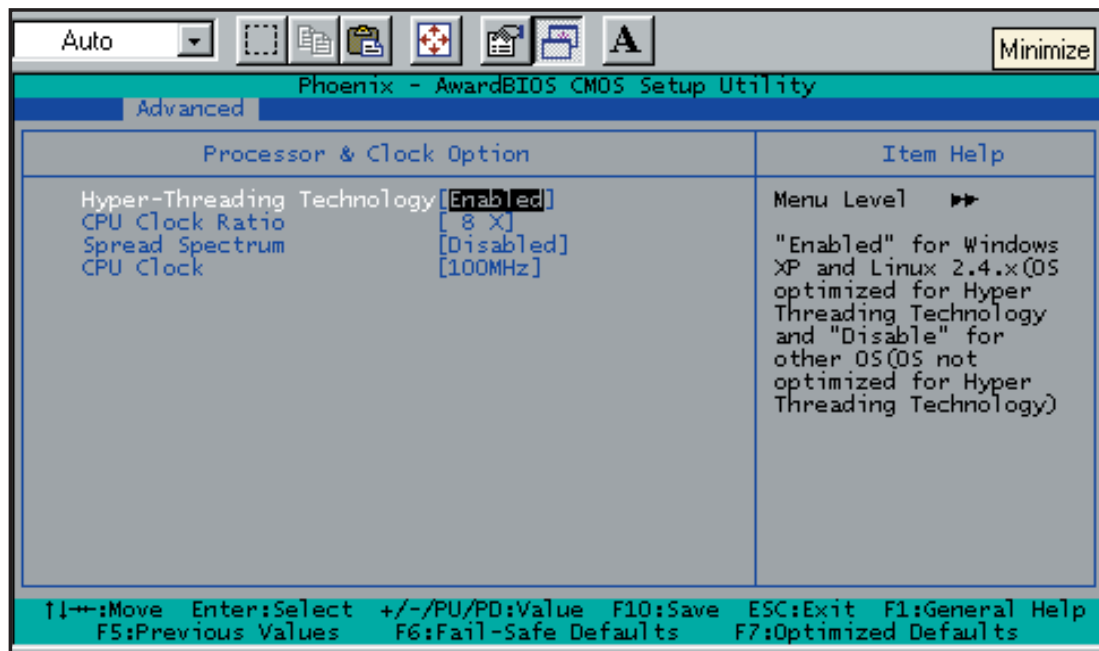 Auto
A
Minimize
Phoenix - AwardBIOS CMOS Setup Utility
Advanced
Processor & Clock Option
Hyper-Threading Technology[Enabled]
CPU Clock Ratio [ 8 X]
Spread Spectrum [Disabled]
CPU Clock [100MHz]
Item Help
Menu Level ▶▶
"Enabled" for Windows
XP and Linux 2.4.x(OS
optimized for Hyper
Threading Technology
and "Disable" for
other OS(OS not
optimized for Hyper
Threading Technology)
↑↓→←:Move Enter:Select +/-/PU/PD:Value F10:Save ESC:Exit F1:General Help
F5:Previous Values F6:Fail-Safe Defaults F7:Optimized Defaults